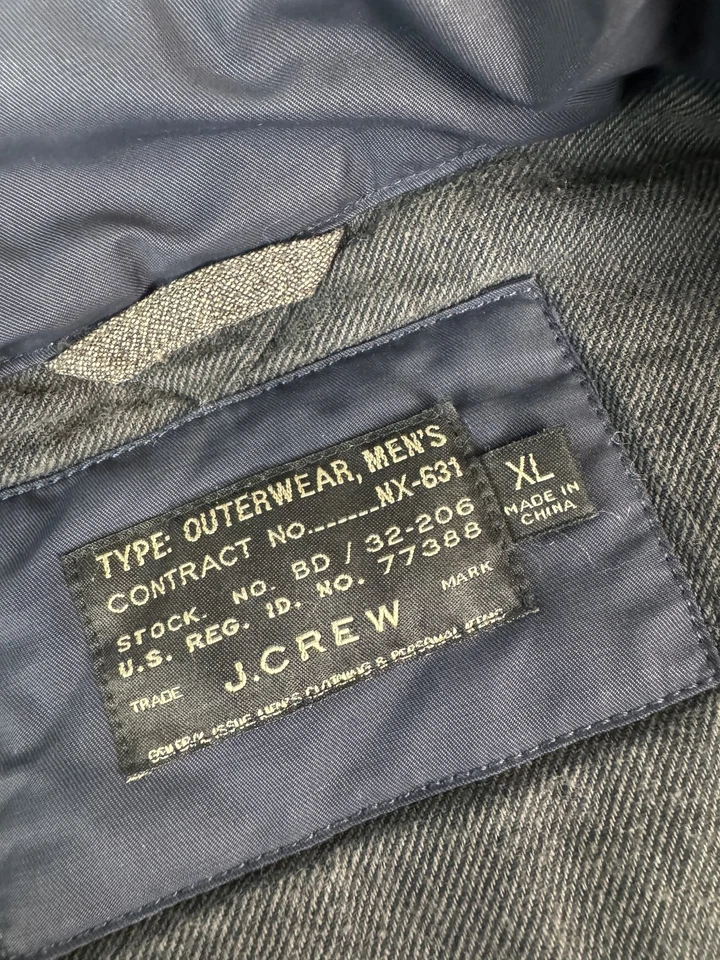 TYPE: OUTERWEAR, MEN'S
CONTRACT NO.......NX-631
STOCK. NO. BD / 32-206
U.S. REG. ID. NO. 77388
TRADE J.CREW MARK
GENERAL ISSUE MEN'S CLOTHING & PERSONAL ITEMS
XL
MADE IN
CHINA